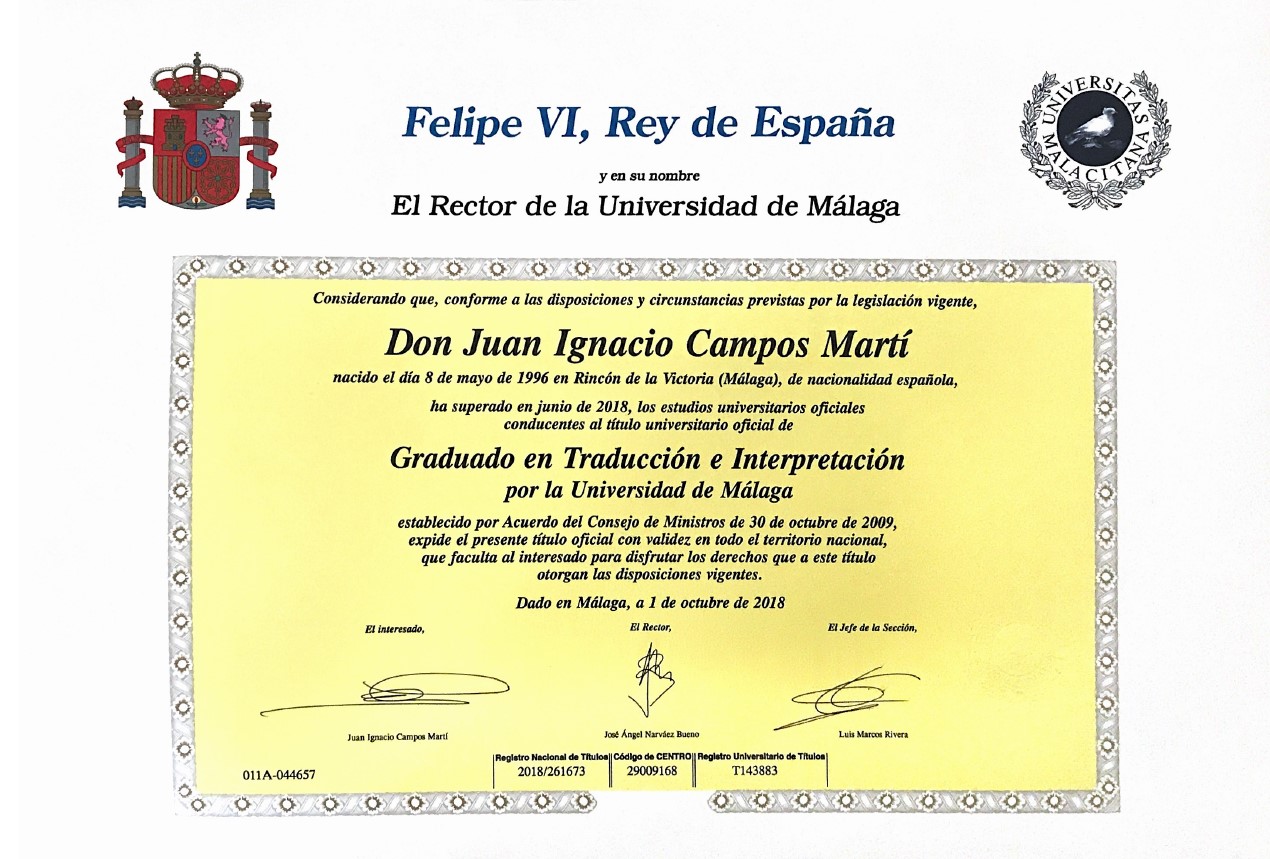 Felipe VI, Rey de España
UNIVERSITAS MALACITANA
y en su nombre
El Rector de la Universidad de Málaga
Considerando que, conforme a las disposiciones y circunstancias previstas por la legislación vigente,
Don Juan Ignacio Campos Martí
nacido el día 8 de mayo de 1996 en Rincón de la Victoria (Málaga), de nacionalidad española,
ha superado en junio de 2018, los estudios universitarios oficiales
conducentes al título universitario oficial de
Graduado en Traducción e Interpretación
por la Universidad de Málaga
establecido por Acuerdo del Consejo de Ministros de 30 de octubre de 2009,
expide el presente título oficial con validez en todo el territorio nacional,
que faculta al interesado para disfrutar los derechos que a este título
otorgan las disposiciones vigentes.
Dado en Málaga, a 1 de octubre de 2018
El interesado, El Rector, El Jefe de la Sección,
Juan Ignacio Campos Martí José Ángel Narváez Bueno Luis Marcos Rivera
Registro Nacional de Títulos Código de CENTRO Registro Universitario de Títulos
011A-044657 2018/261673 29009168 T143883